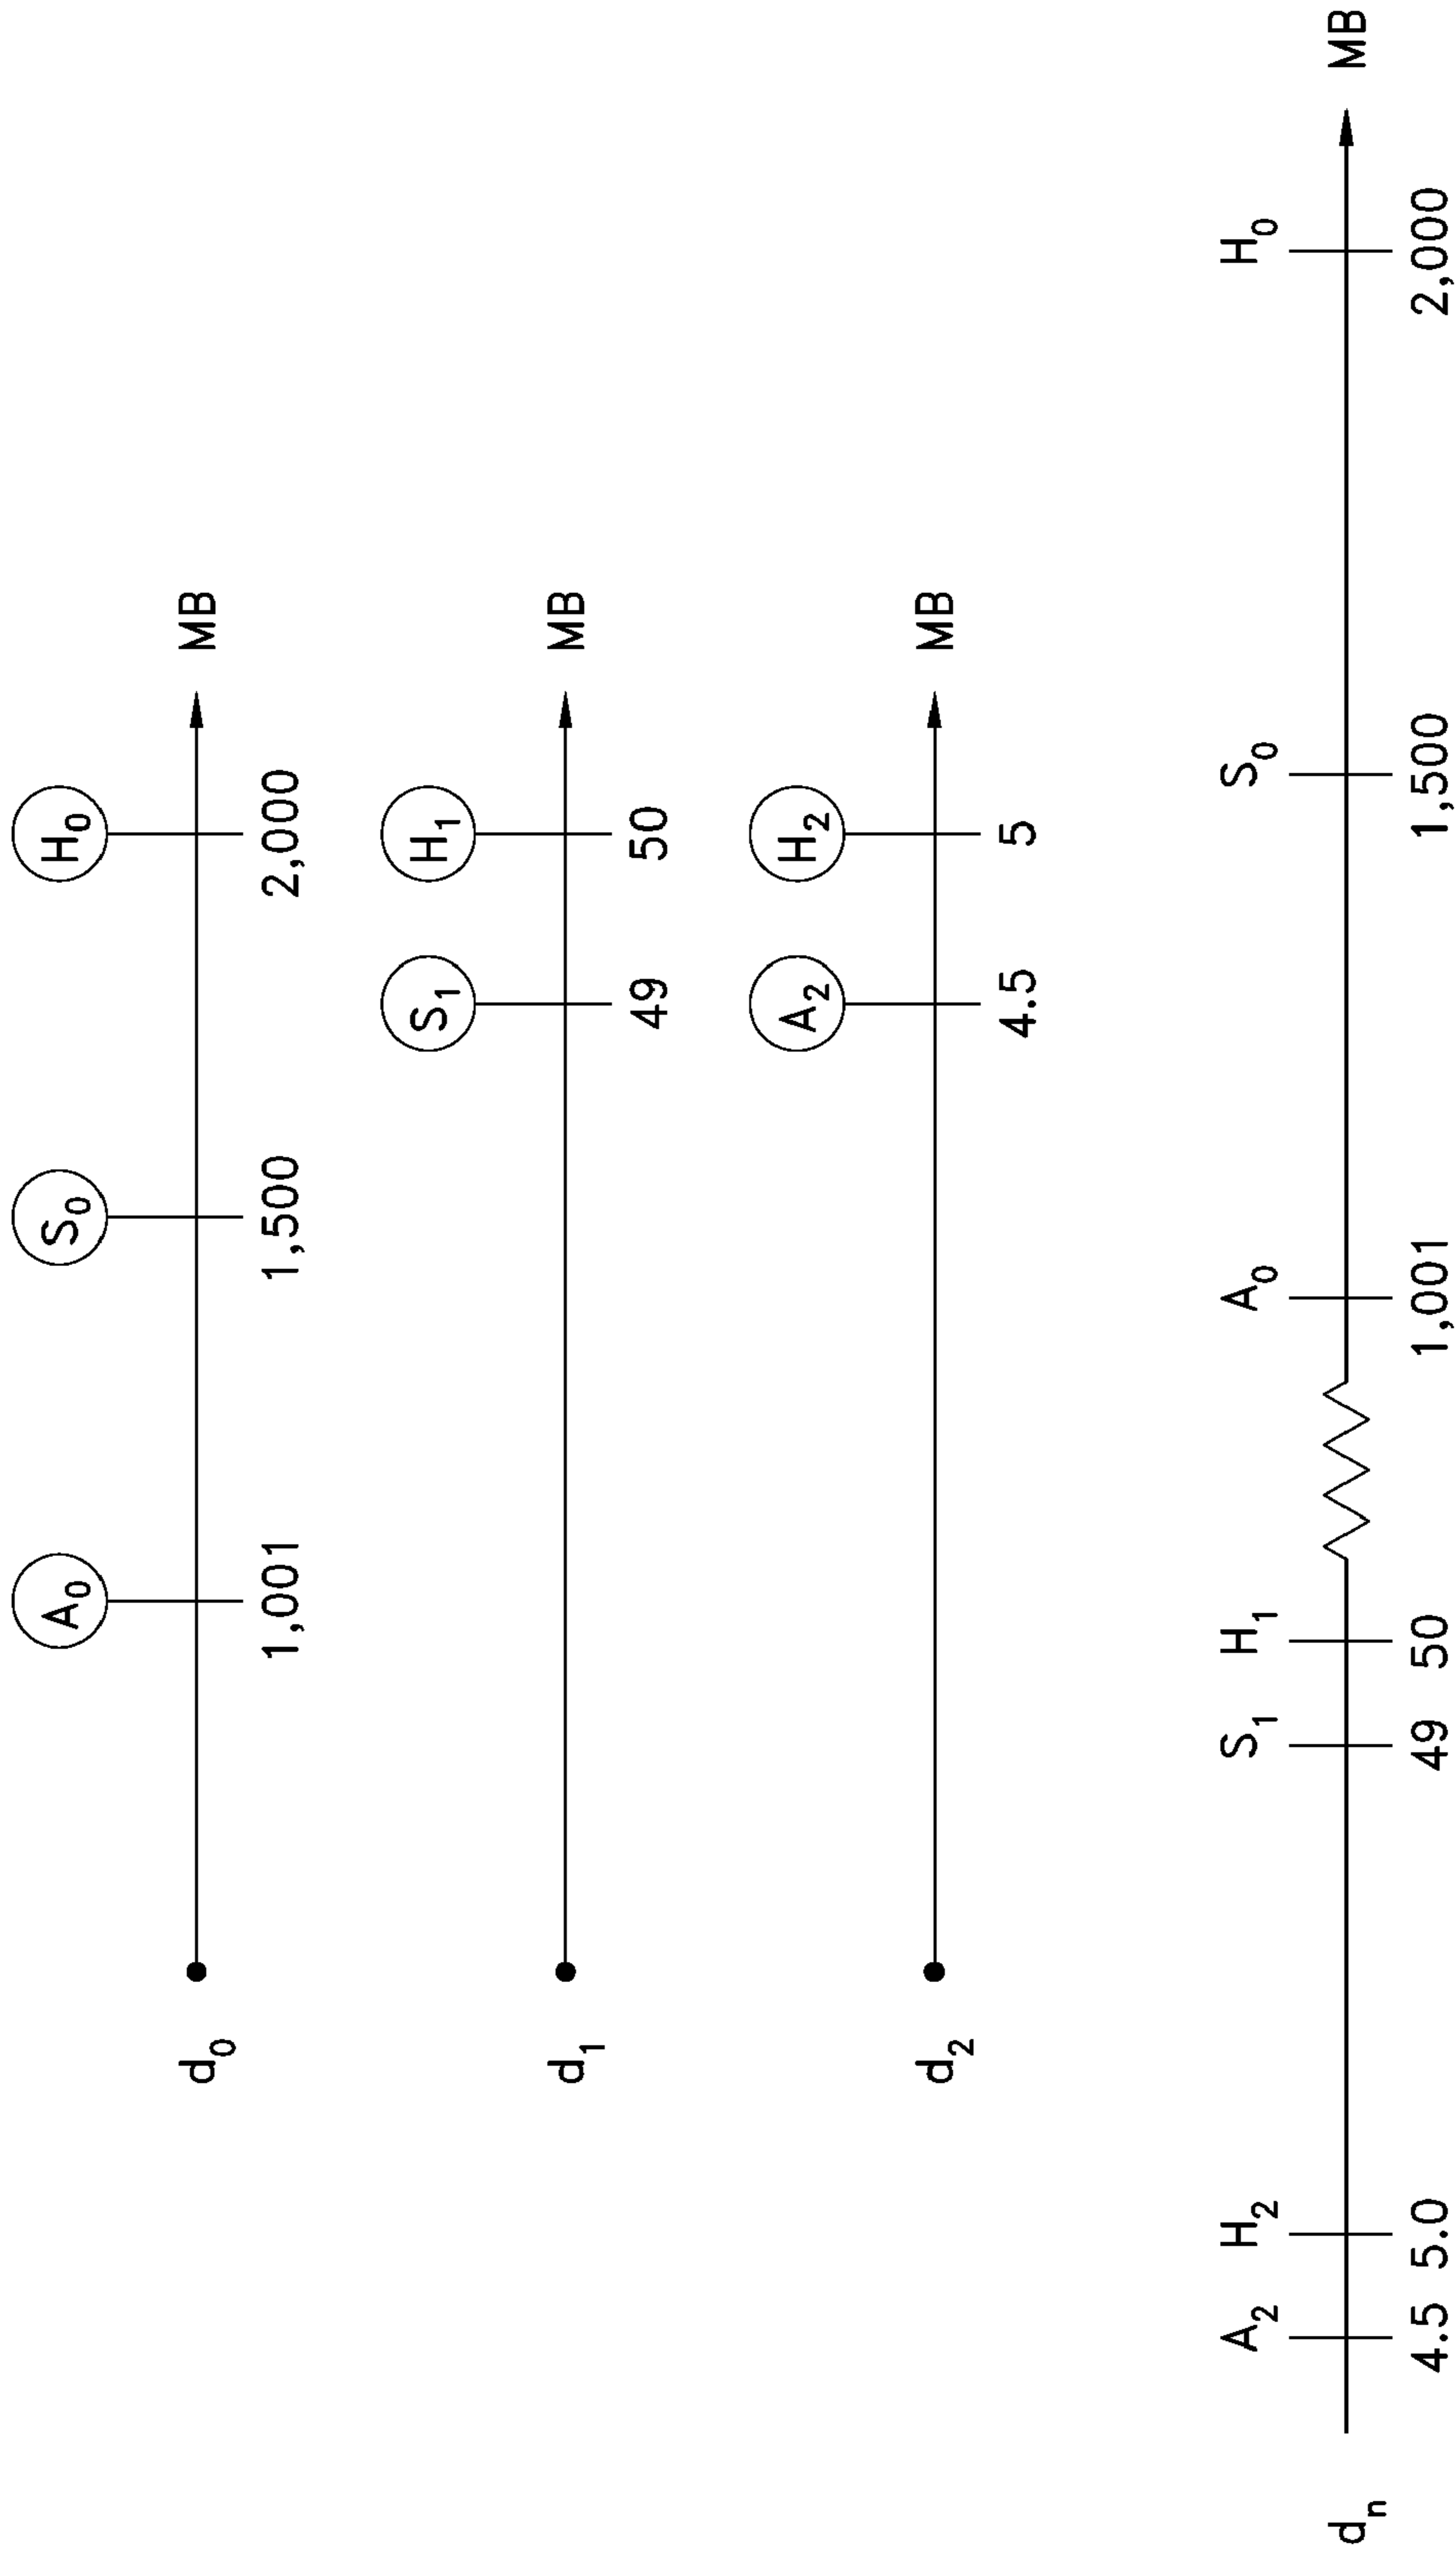 A0 S0 H0
d0 MB
1,001 1,500 2,000
S1 H1
d1 MB
49 50
A2 H2
d2 MB
4.5 5
A2 H2 S1 H1 A0 S0 H0
dn MB
4.5 5.0 49 50 1,001 1,500 2,000